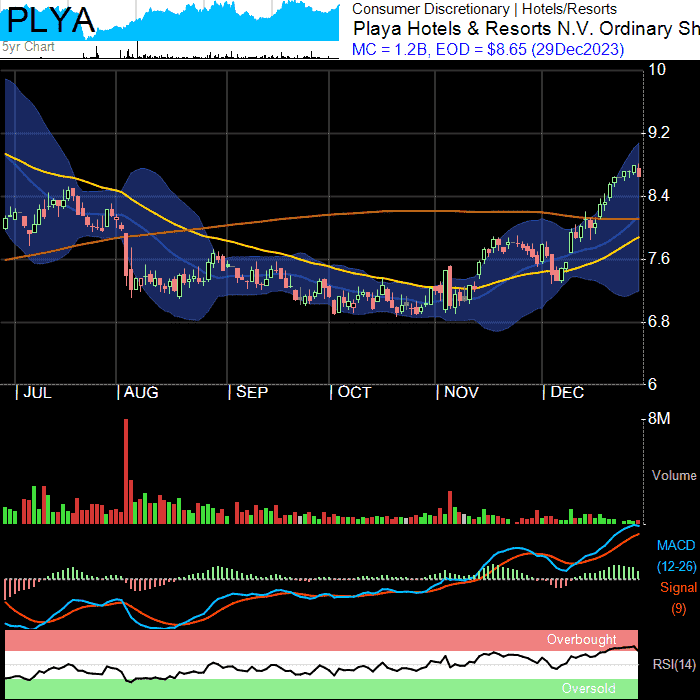 PLYA
5yr Chart
Consumer Discretionary | Hotels/Resorts
Playa Hotels & Resorts N.V. Ordinary Sh
MC = 1.2B, EOD = $8.65 (29Dec2023)
10
9.2
8.4
7.6
6.8
6
JUL AUG SEP OCT NOV DEC
8M
Volume
MACD
(12-26)
Signal
(9)
Overbought
RSI(14)
Oversold